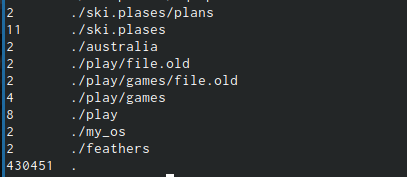 2 ./ski.plases/plans
11 ./ski.plases
2 ./australia
2 ./play/file.old
2 ./play/games/file.old
4 ./play/games
8 ./play
2 ./my_os
2 ./feathers
430451 .